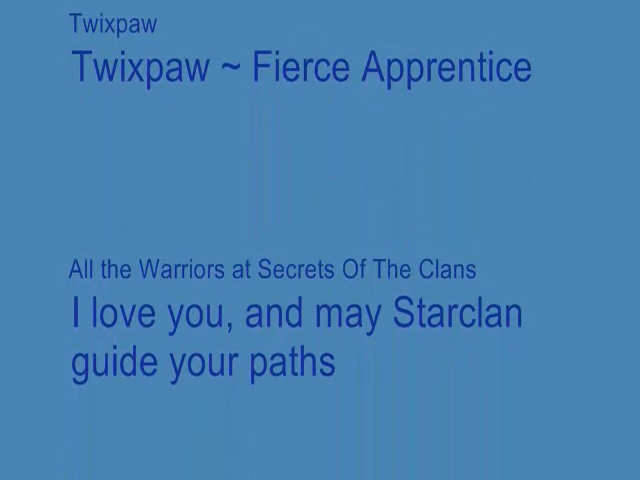 Twixpaw
Twixpaw ~ Fierce Apprentice
All the Warriors at Secrets Of The Clans
I love you, and may Starclan
guide your paths